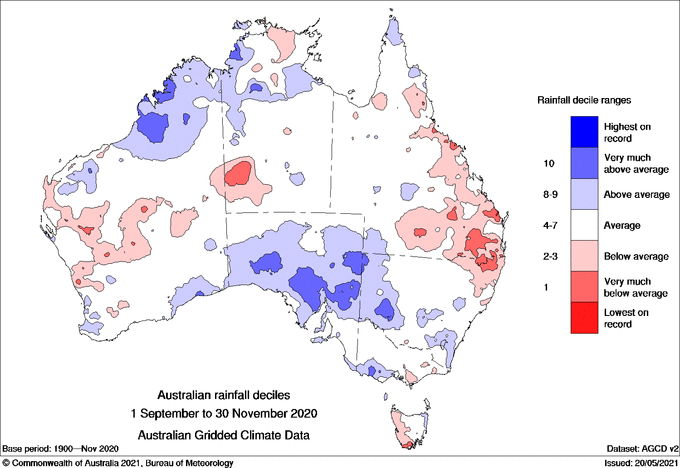 Rainfall decile ranges
Highest on
record
10
Very much
above average
8-9
Above average
4-7
Average
2-3
Below average
1
Very much
below average
Lowest on
record
Australian rainfall deciles
1 September to 30 November 2020
Australian Gridded Climate Data
Base period: 1900—Nov 2020
Dataset: AGCD v2
© Commonwealth of Australia 2021, Bureau of Meteorology
Issued: 20/05/2021